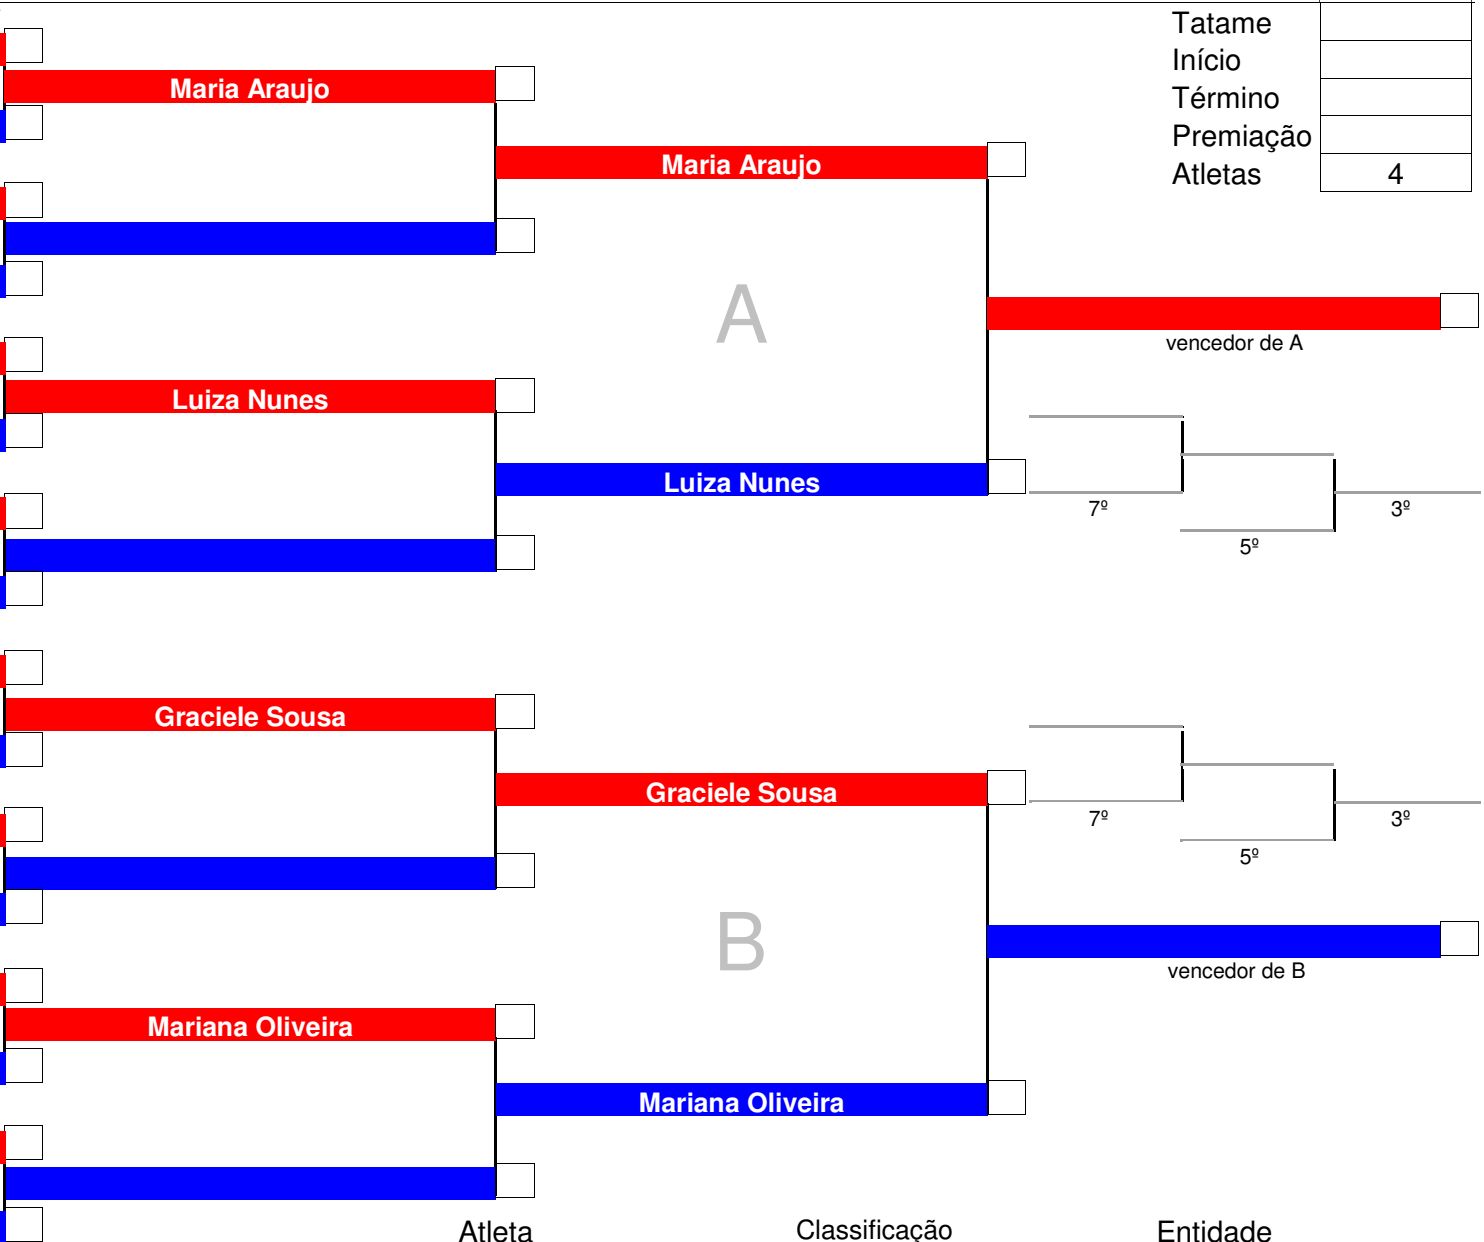 Tatame
Início
Maria Araujo
Término
Premiação
Maria Araujo
Atletas 4
A
vencedor de A
Luiza Nunes
Luiza Nunes
7º 3º
5º
Graciele Sousa
Graciele Sousa
7º 3º
5º
B
vencedor de B
Mariana Oliveira
Mariana Oliveira
Atleta Classificação Entidade